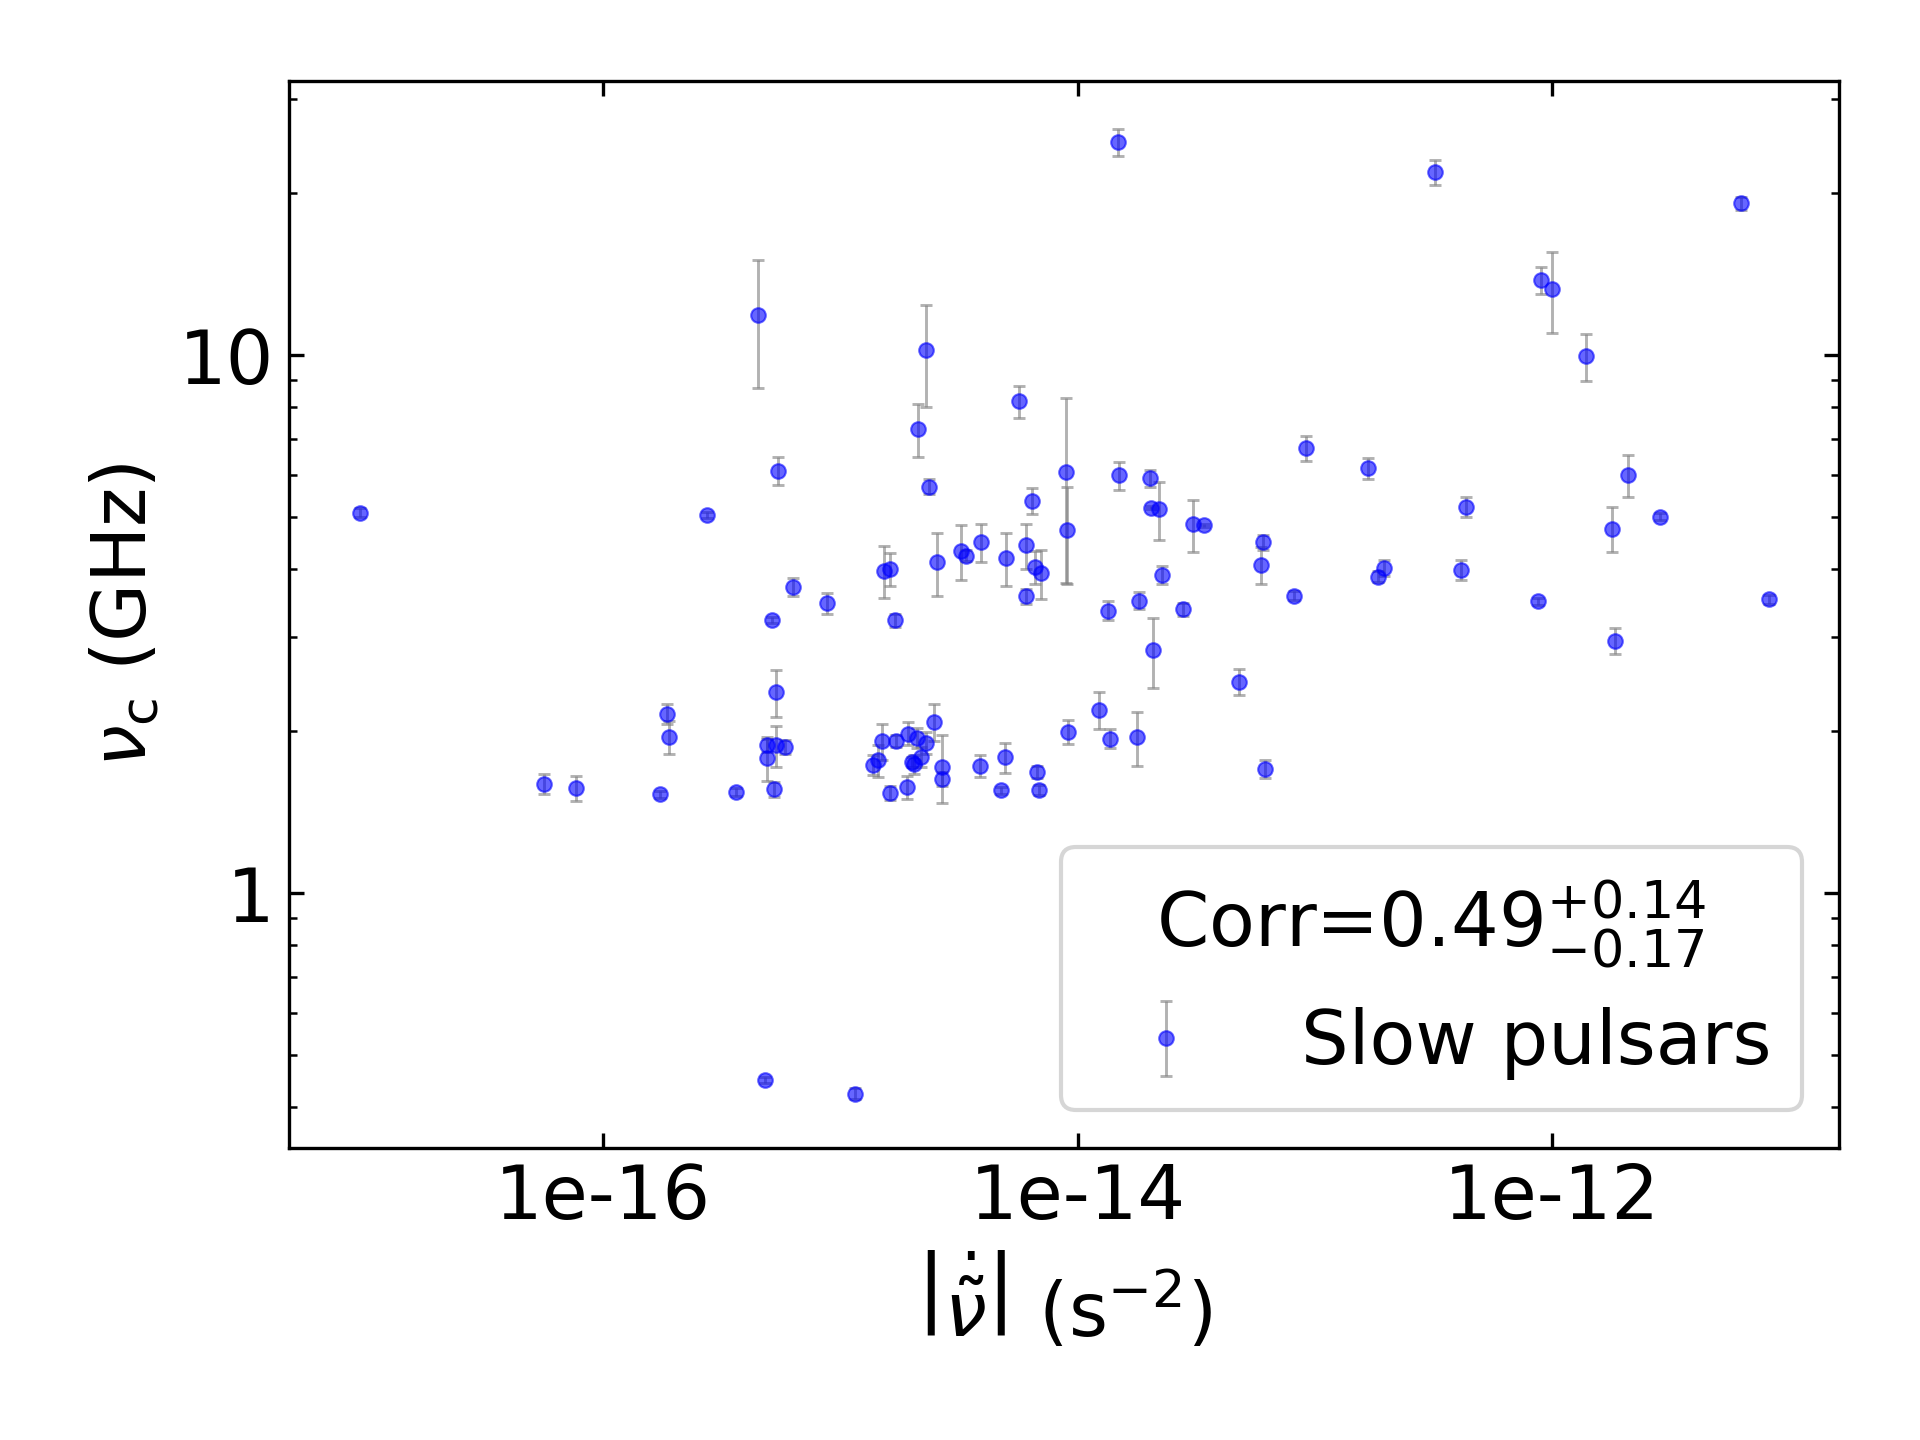 10
1
ν_c (GHz)
Corr=0.49^{+0.14}_{−0.17}
Slow pulsars
1e-16 1e-14 1e-12
|ν̃̇| (s^{−2})